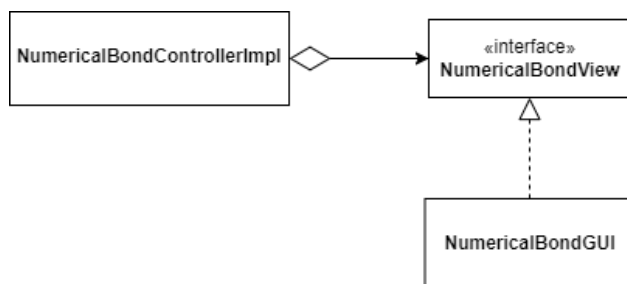 NumericalBondControllerImpl
«interface»
NumericalBondView
NumericalBondGUI